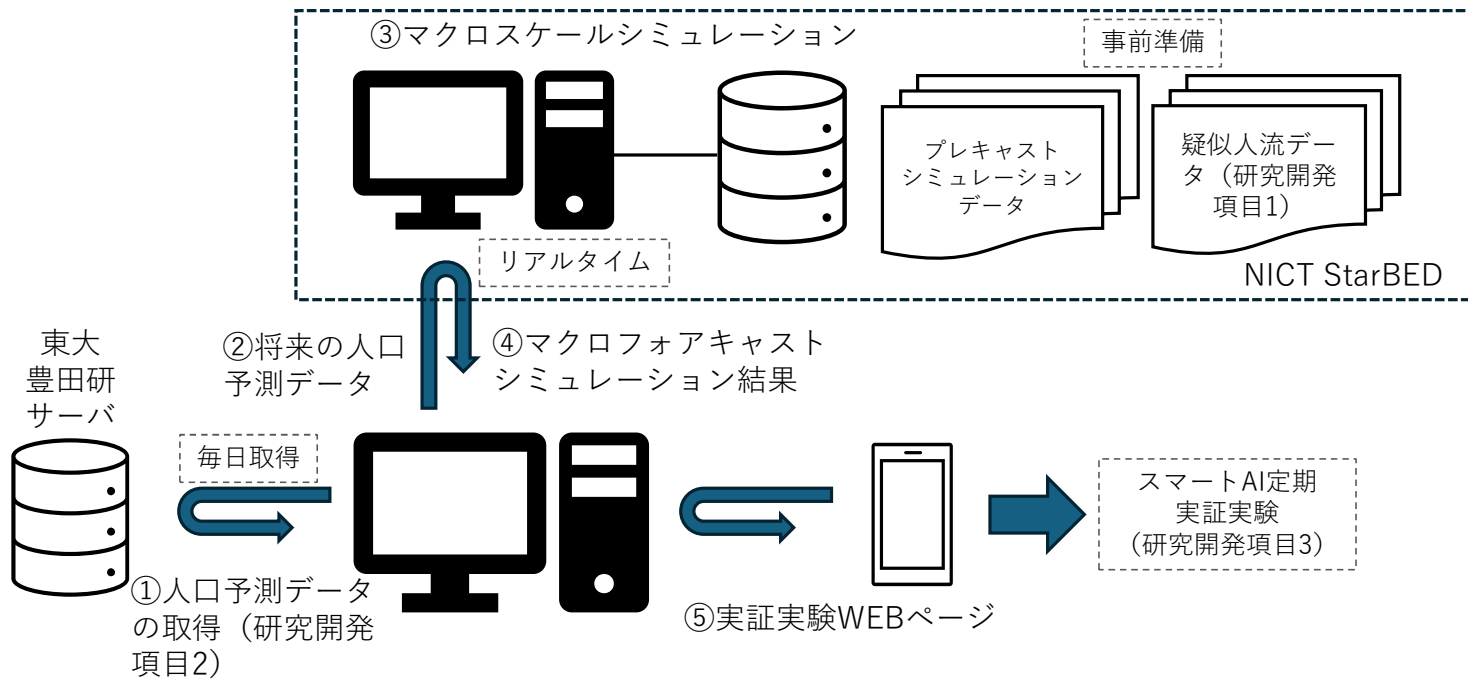 ③マクロスケールシミュレーション
事前準備
プレキャスト
シミュレーション
データ
疑似人流デー
タ（研究開発
項目1）
リアルタイム
NICT StarBED
②将来の人口
予測データ
④マクロフォアキャスト
シミュレーション結果
東大
豊田研
サーバ
毎日取得
①人口予測データ
の取得（研究開発
項目2）
⑤実証実験WEBページ
スマートAI定期
実証実験
（研究開発項目3）